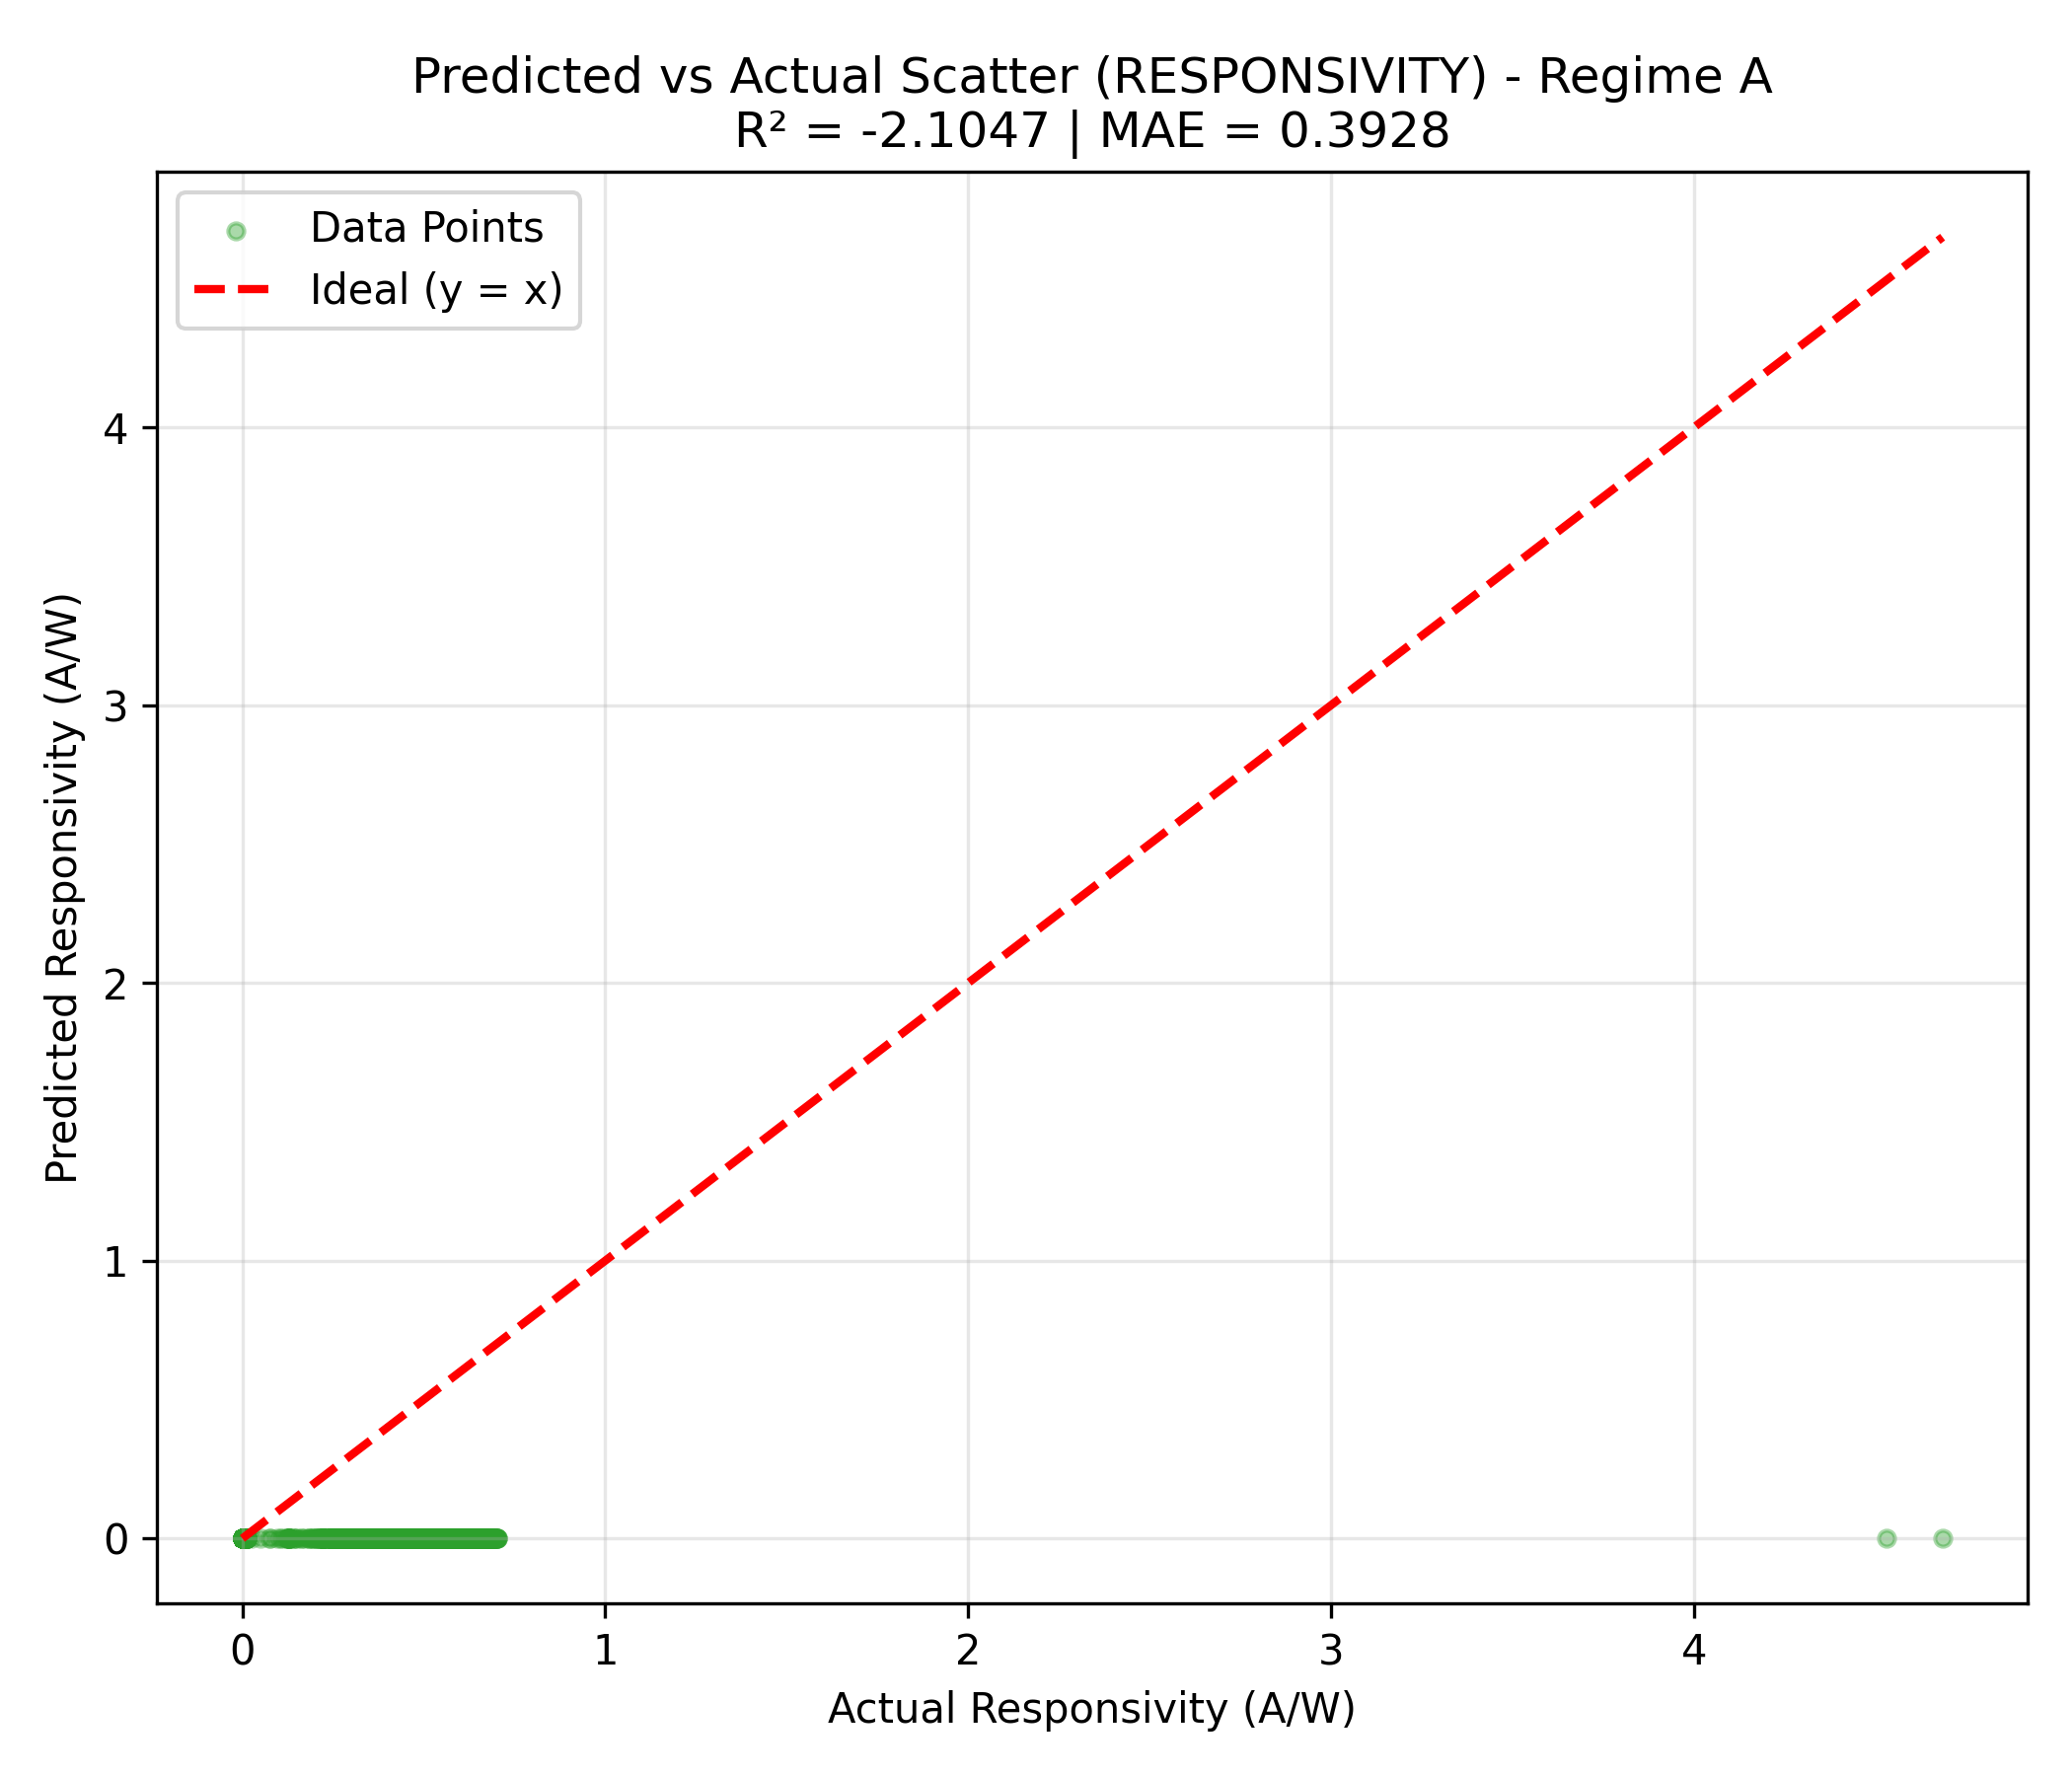 Predicted vs Actual Scatter (RESPONSIVITY) - Regime A
R² = -2.1047 | MAE = 0.3928
Data Points
Ideal (y = x)
Predicted Responsivity (A/W)
4
3
2
1
0
0 1 2 3 4
Actual Responsivity (A/W)